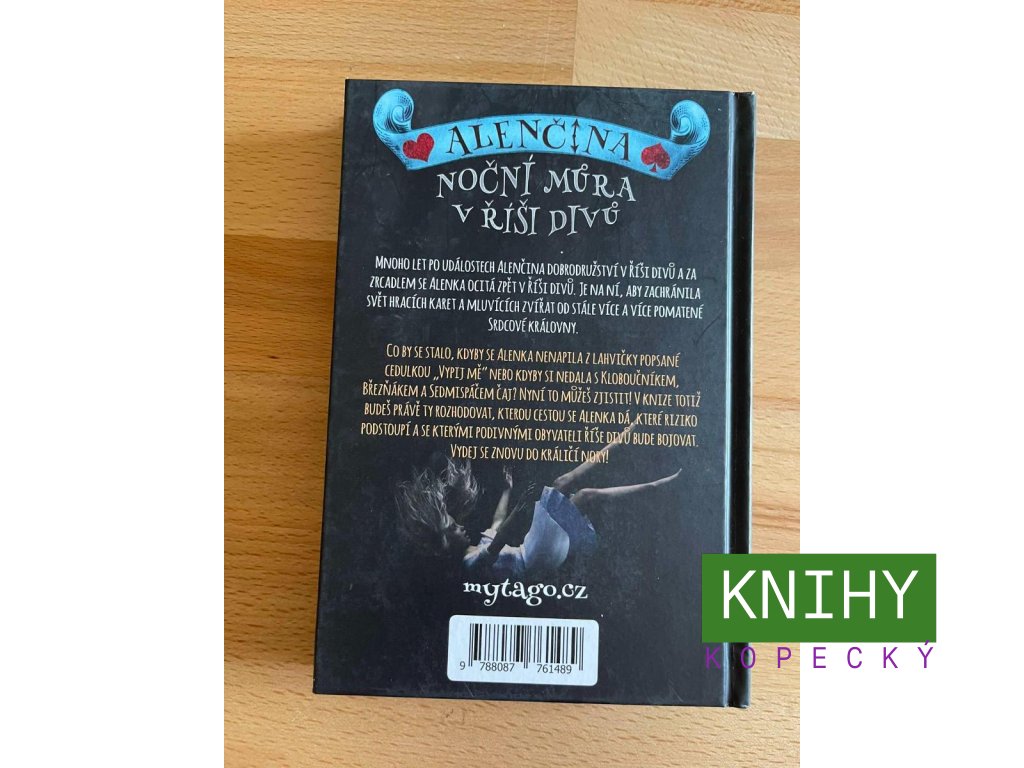 ALENČINA
NOČNÍ MŮRA
V ŘÍŠI DIVŮ
MNOHO LET PO UDÁLOSTECH ALENČINA DOBRODRUŽSTVÍ V ŘÍŠI DIVŮ A ZA
ZRCADLEM SE ALENKA OCITÁ ZPĚT V ŘÍŠI DIVŮ. JE NA NÍ, ABY ZACHRÁNILA
SVĚT HRACÍCH KARET A MLUVÍCÍCH ZVÍŘAT OD STÁLE VÍCE A VÍCE POMATENÉ
SRDCOVÉ KRÁLOVNY.
CO BY SE STALO, KDYBY SE ALENKA NENAPILA Z LAHVIČKY POPSANÉ
CEDULKOU „VYPIJ MĚ" NEBO KDYBY SI NEDALA S KLOBOUČNÍKEM,
BŘEZŇÁKEM A SEDMISPÁČEM ČAJ? NYNÍ TO MŮŽEŠ ZJISTIT! V KNIZE TOTIŽ
BUDEŠ PRÁVĚ TY ROZHODOVAT, KTEROU CESTOU SE ALENKA DÁ, KTERÉ RIZIKO
PODSTOUPÍ A SE KTERÝMI PODIVNÝMI OBYVATELI ŘÍŠE DIVŮ BUDE BOJOVAT.
VYDEJ SE ZNOVU DO KRÁLIČÍ NORY!
mytago.cz
9 788087 761489
KNIHY
KOPECKÝ